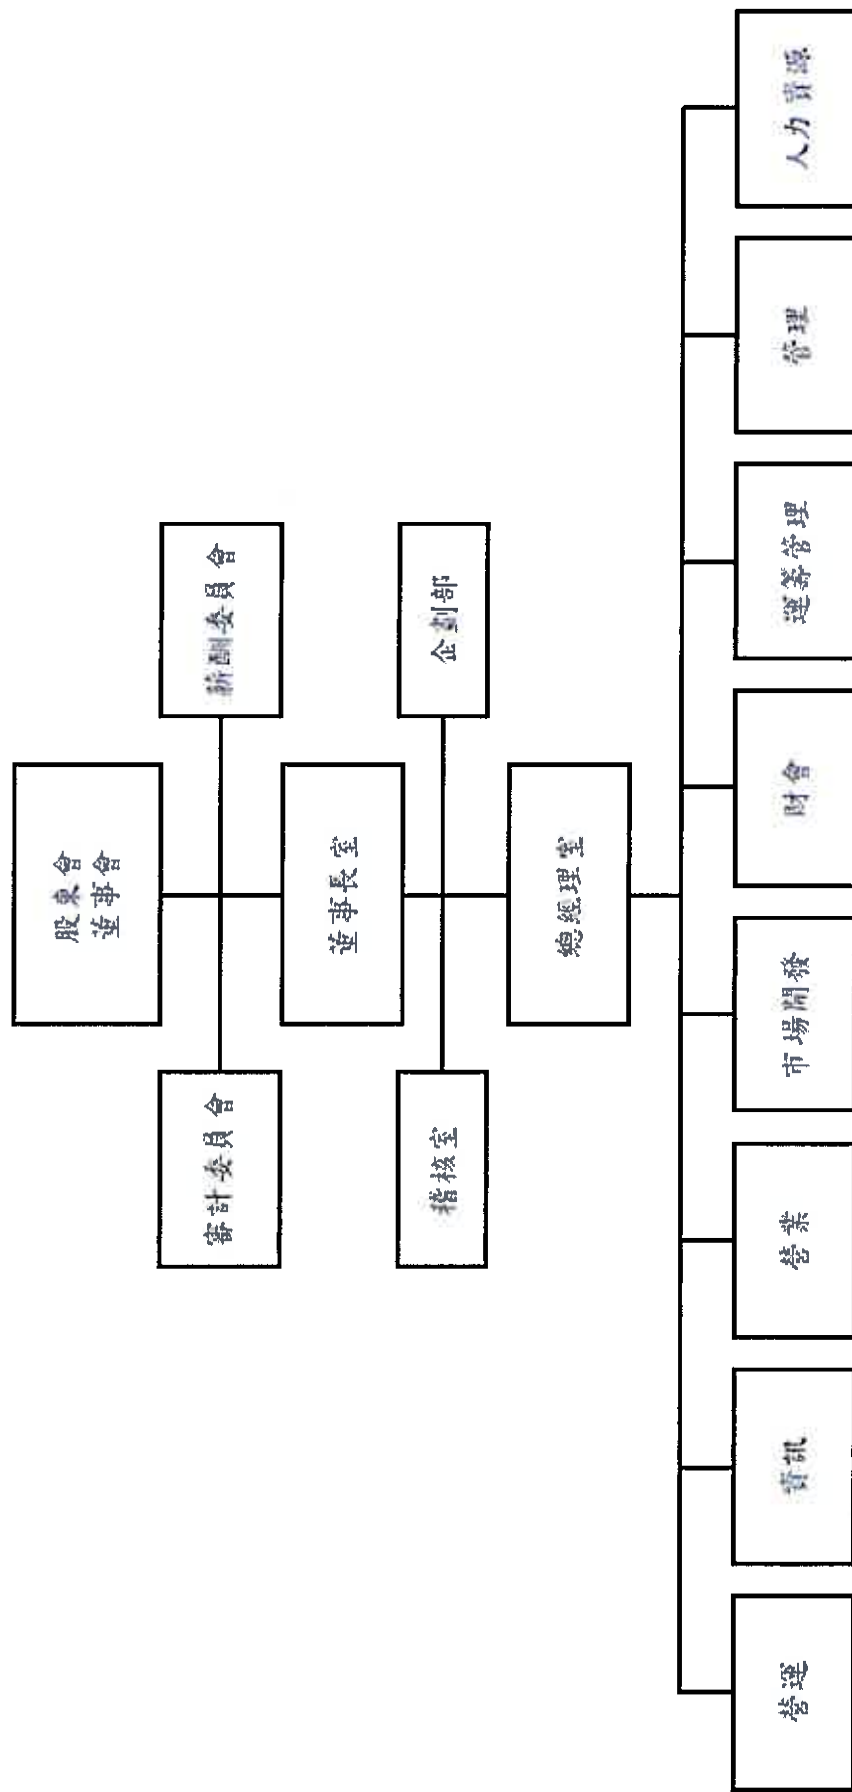 股東會
董事會
審計委員會
薪酬委員會
董事長室
稽核室
企劃部
總經理室
營運
資訊
營業
市場開發
財會
運籌管理
管理
人力資源